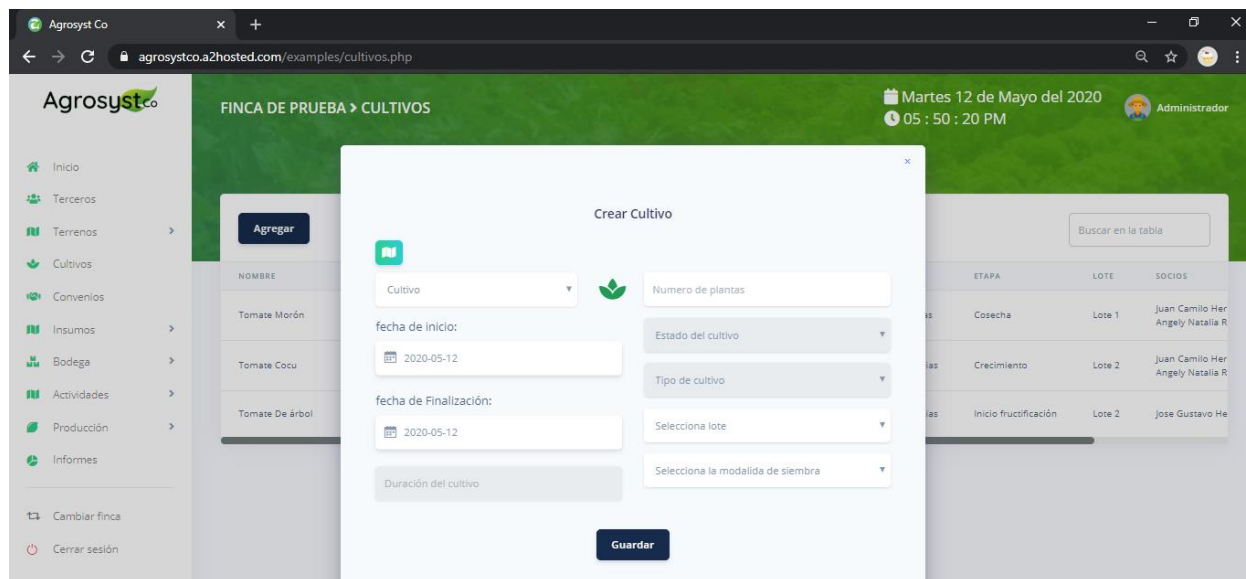 Agrosyst Co
agrosystco.a2hosted.com/examples/cultivos.php
Agrosystco
FINCA DE PRUEBA > CULTIVOS
Martes 12 de Mayo del 2020
05 : 50 : 20 PM
Administrador
Inicio
Terceros
Terrenos
Cultivos
Convenios
Insumos
Bodega
Actividades
Producción
Informes
Cambiar finca
Cerrar sesión
Agregar
Buscar en la tabla
NOMBRE
ETAPA
LOTE
SOCIOS
Tomate Morón
as
Cosecha
Lote 1
Juan Camilo Her
Angely Natalia R
Tomate Cocu
ias
Crecimiento
Lote 2
Juan Camilo Her
Angely Natalia R
Tomate De árbol
ias
Inicio fructificación
Lote 2
Jose Gustavo He
×
Crear Cultivo
Cultivo
Numero de plantas
fecha de inicio:
2020-05-12
Estado del cultivo
Tipo de cultivo
fecha de Finalización:
2020-05-12
Selecciona lote
Duración del cultivo
Selecciona la modalida de siembra
Guardar